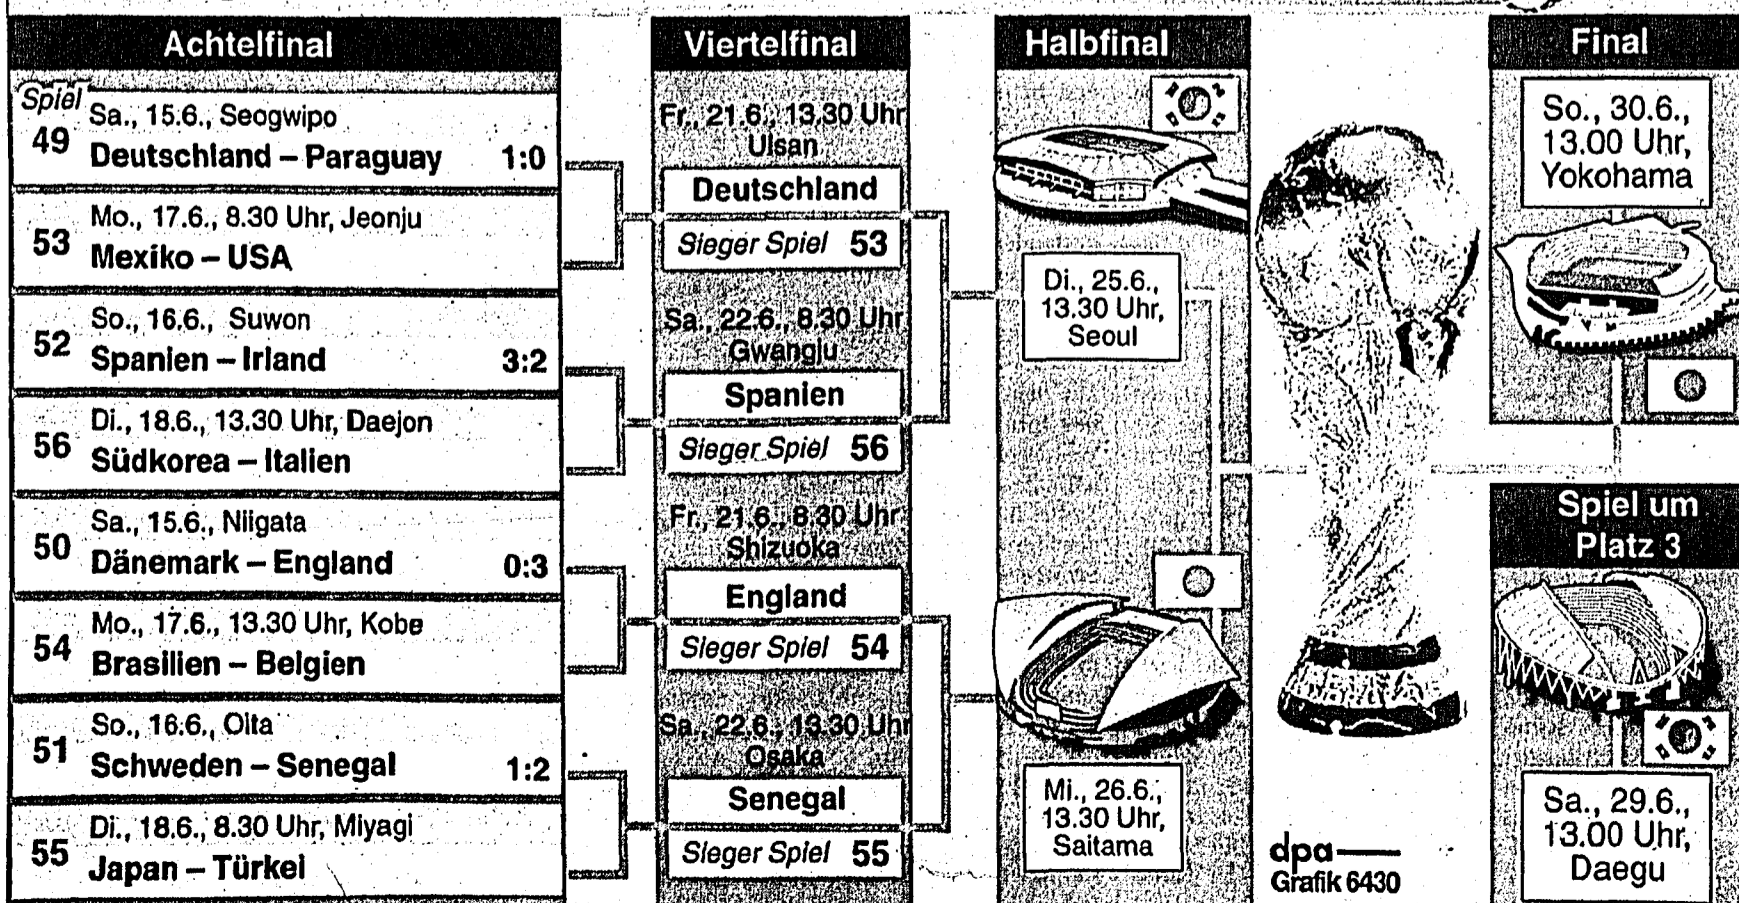 Achtelfinal
Spiel
49
Sa., 15.6., Seogwipo
Deutschland – Paraguay 1:0
53
Mo., 17.6., 8.30 Uhr, Jeonju
Mexiko – USA
52
So., 16.6., Suwon
Spanien – Irland 3:2
56
Di., 18.6., 13.30 Uhr, Daejon
Südkorea – Italien
50
Sa., 15.6., Niigata
Dänemark – England 0:3
54
Mo., 17.6., 13.30 Uhr, Kobe
Brasilien – Belgien
51
So., 16.6., Oita
Schweden – Senegal 1:2
55
Di., 18.6., 8.30 Uhr, Miyagi
Japan – Türkei
Viertelfinal
Fr., 21.6., 13.30 Uhr
Ulsan
Deutschland
Sieger Spiel 53
Sa., 22.6., 8.30 Uhr
Gwangju
Spanien
Sieger Spiel 56
Fr., 21.6., 8.30 Uhr
Shizuoka
England
Sieger Spiel 54
Sa., 22.6., 13.30 Uhr
Osaka
Senegal
Sieger Spiel 55
Halbfinal
Di., 25.6.,
13.30 Uhr,
Seoul
Mi., 26.6.,
13.30 Uhr,
Saitama
dpa
Grafik 6430
Final
So., 30.6.,
13.00 Uhr,
Yokohama
Spiel um
Platz 3
Sa., 29.6.,
13.00 Uhr,
Daegu